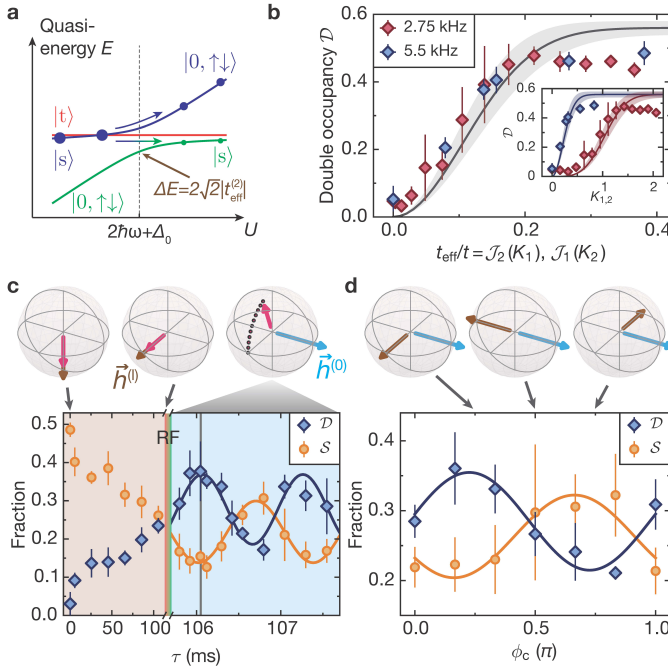 a
Quasi-
energy E
|0,↑↓⟩
|t⟩
|s⟩
|s⟩
|0,↑↓⟩
ΔE=2√2|t_eff^(2)|
2ħω+Δ₀
U
b
2.75 kHz
5.5 kHz
Double occupancy 𝒟
0.6
0.4
0.2
0.0
0.0
0.2
0.4
t_eff/t = 𝒥₂(K₁), 𝒥₁(K₂)
𝒟
0.5
0.0
0
1
2
K₁,₂
c
h⃗^(l)
h⃗^(0)
RF
𝒟
𝒮
Fraction
0.5
0.4
0.3
0.2
0.1
0.0
0
50
100
106
107
τ (ms)
d
𝒟
𝒮
Fraction
0.4
0.3
0.2
0.0
0.5
1.0
ϕ_c (π)